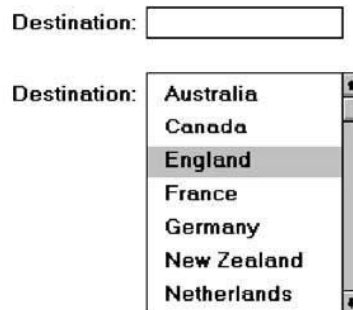 Destination:
Destination:
Australia
Canada
England
France
Germany
New Zealand
Netherlands